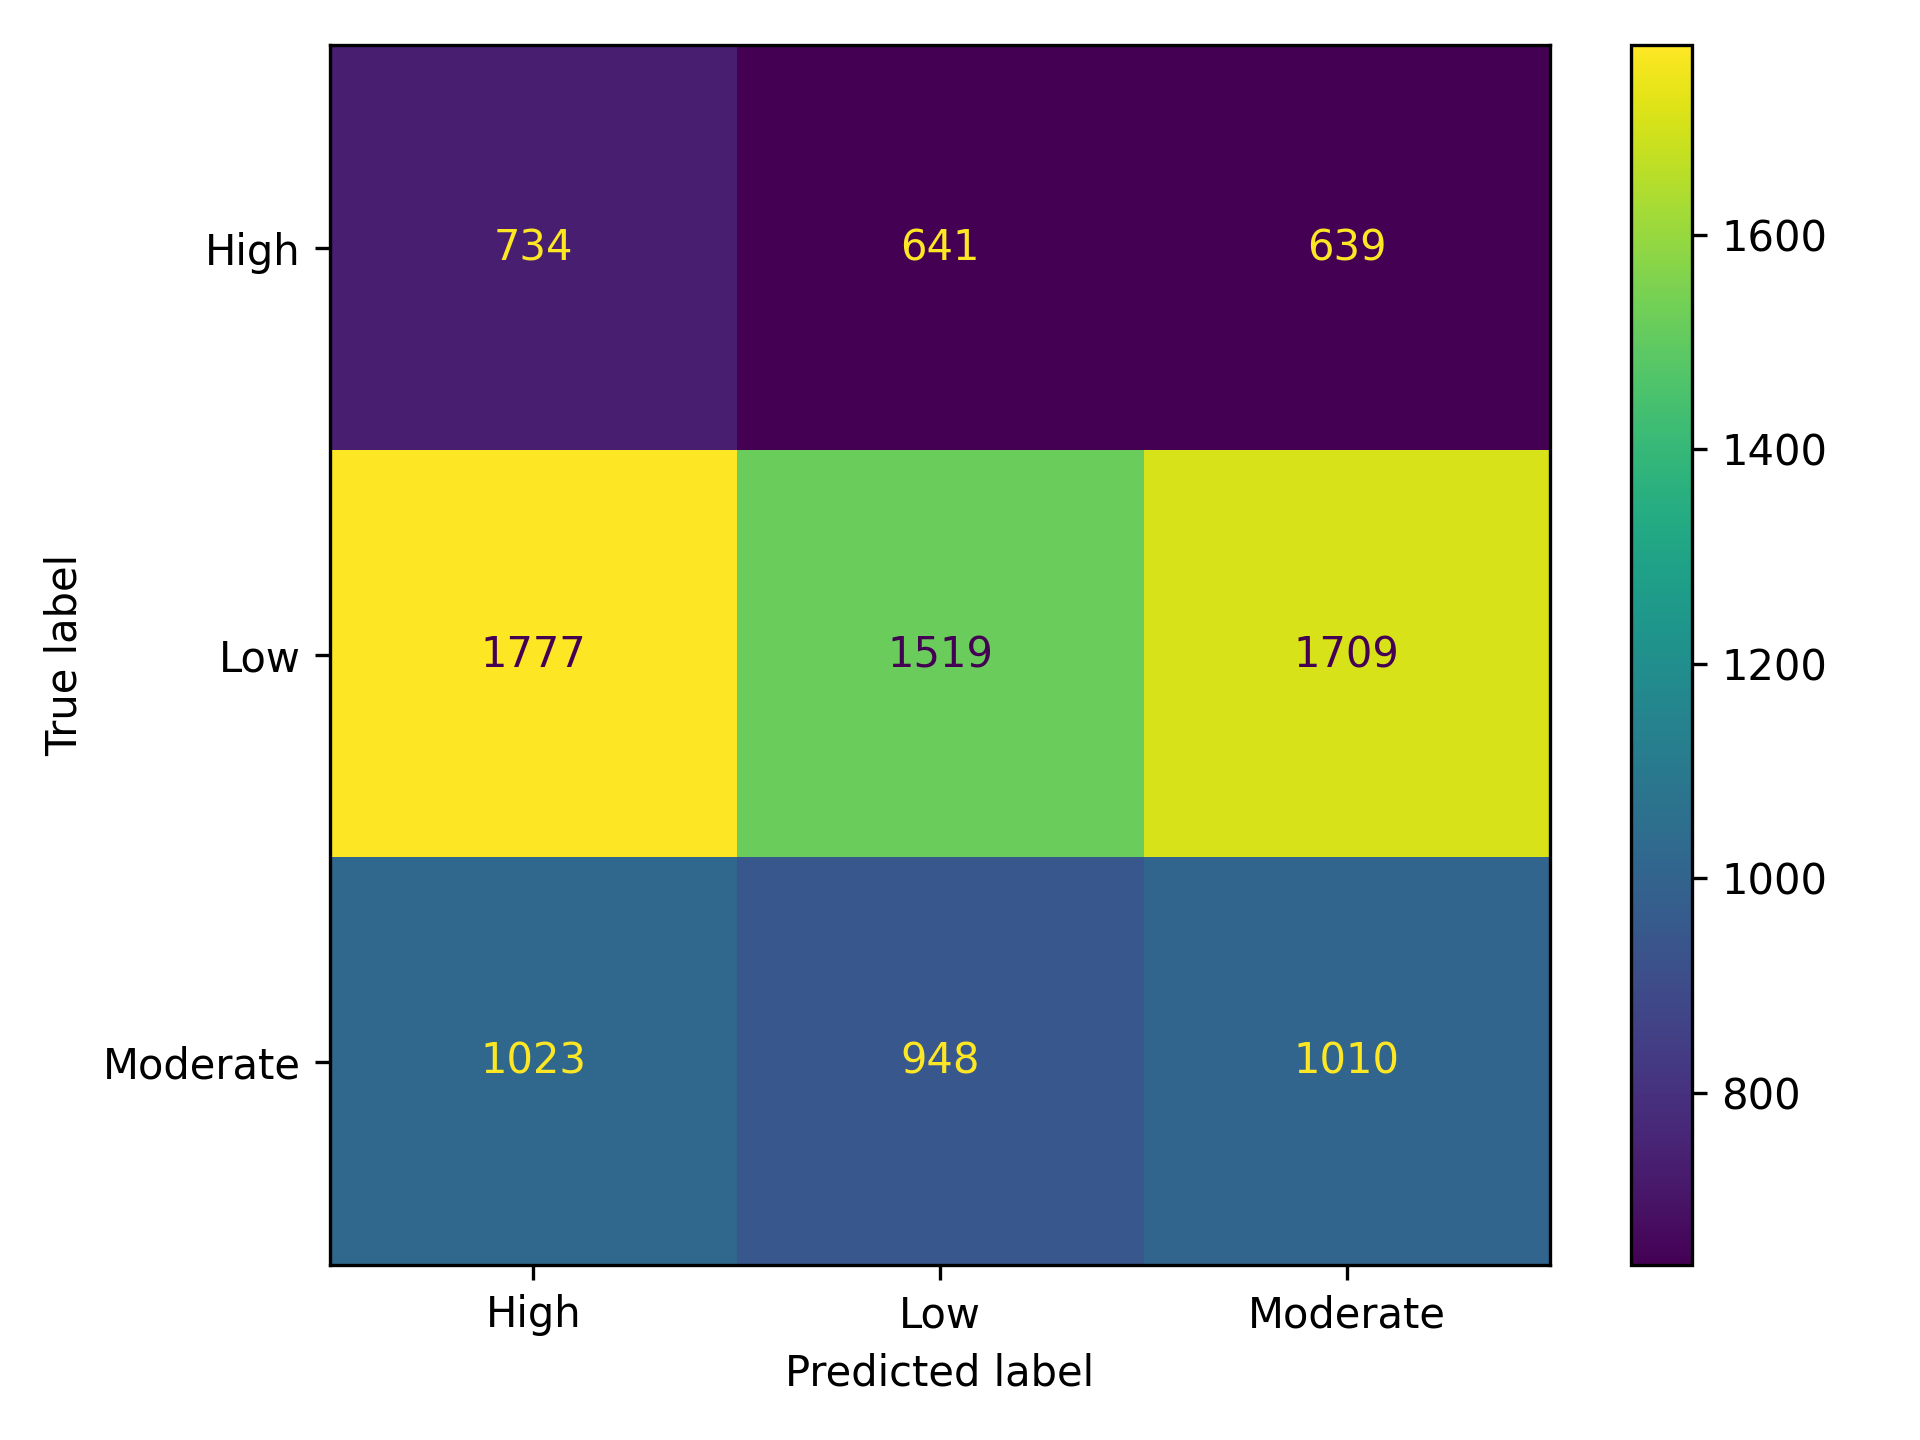 High 734 641 639
Low 1777 1519 1709
Moderate 1023 948 1010
High Low Moderate
Predicted label
True label
1600
1400
1200
1000
800